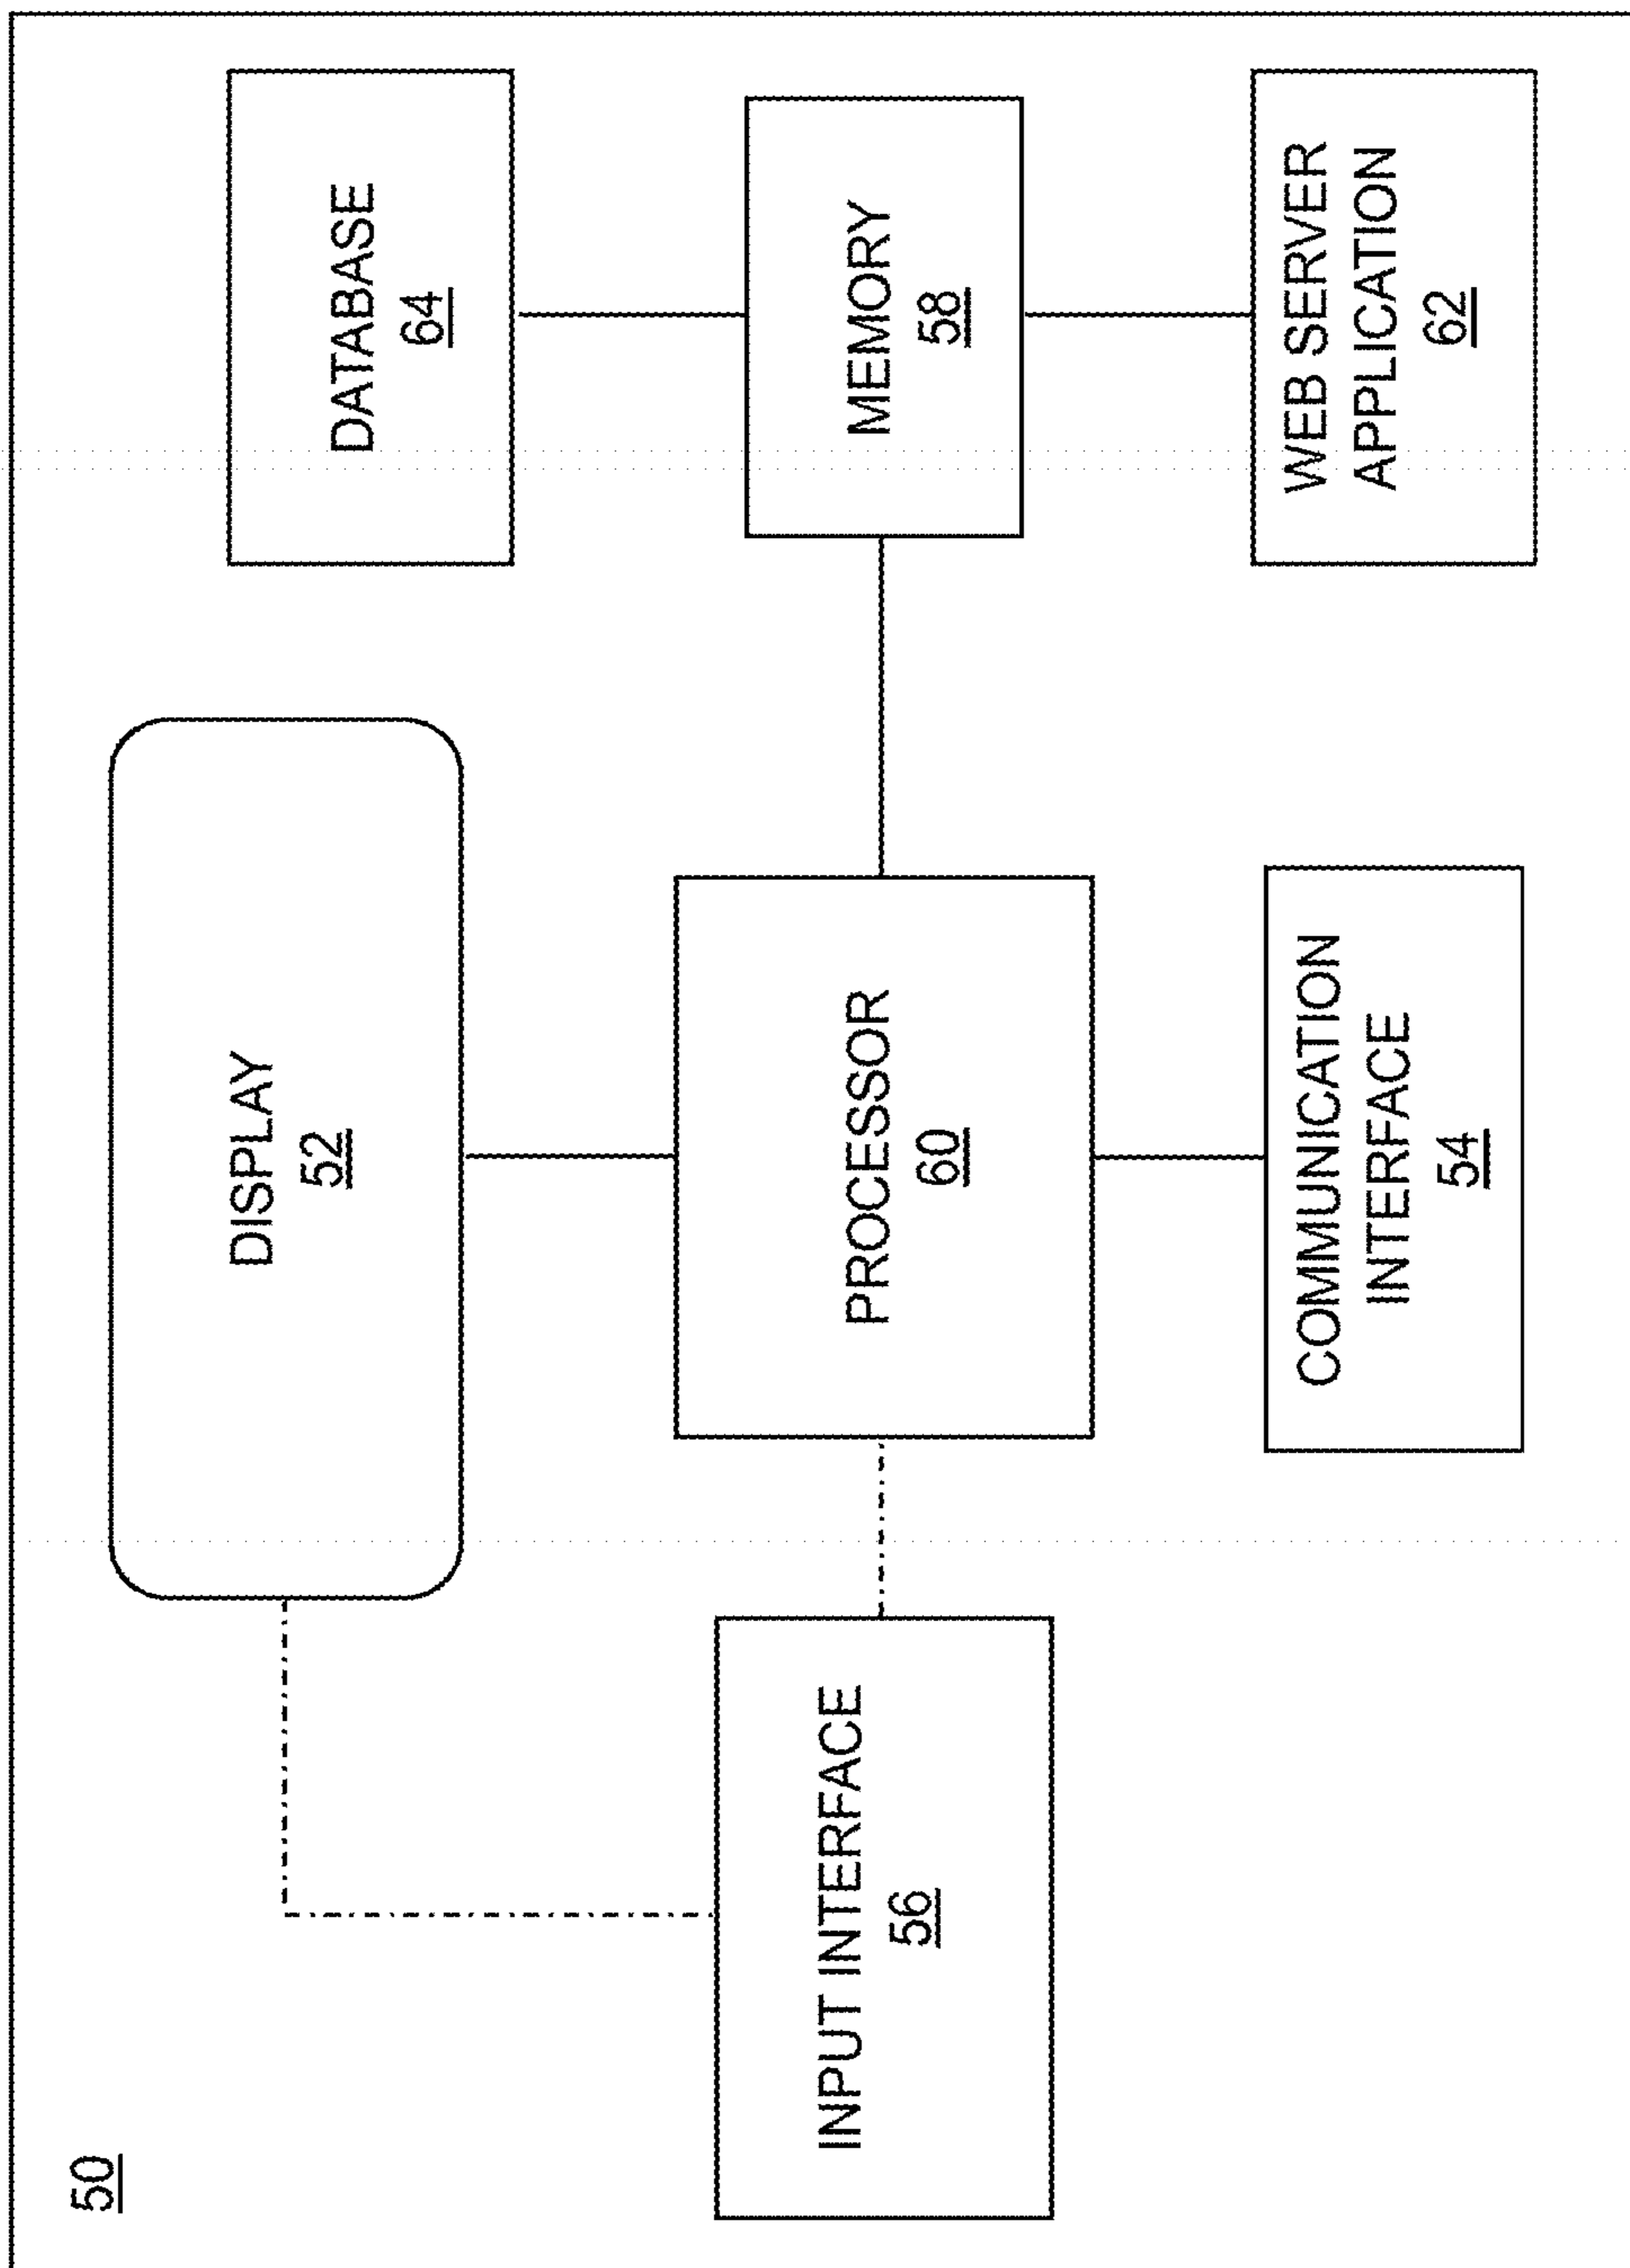 50
DISPLAY
52
DATABASE
64
INPUT INTERFACE
56
PROCESSOR
60
MEMORY
58
COMMUNICATION
INTERFACE
54
WEB SERVER
APPLICATION
62